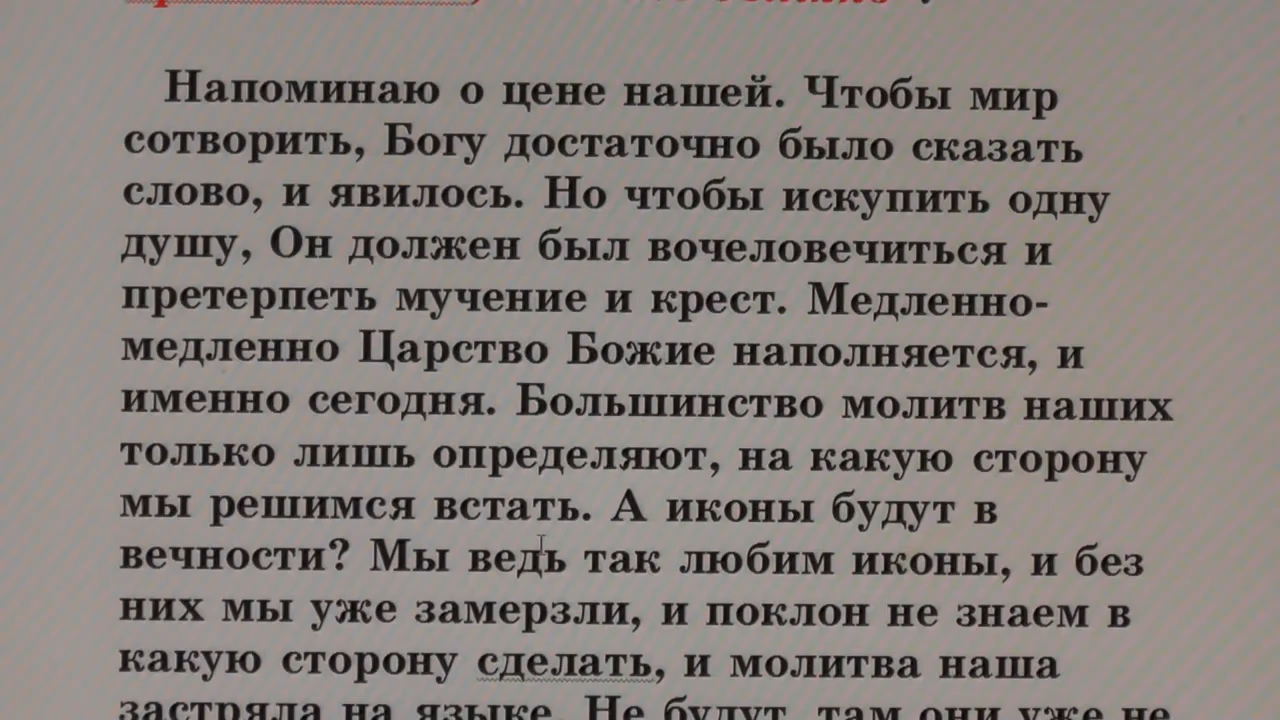 Напоминаю о цене нашей. Чтобы мир
сотворить, Богу достаточно было сказать
слово, и явилось. Но чтобы искупить одну
душу, Он должен был вочеловечиться и
претерпеть мучение и крест. Медленно-
медленно Царство Божие наполняется, и
именно сегодня. Большинство молитв наших
только лишь определяют, на какую сторону
мы решимся встать. А иконы будут в
вечности? Мы ведь так любим иконы, и без
них мы уже замерзли, и поклон не знаем в
какую сторону сделать, и молитва наша
застряла на языке. Не будут, там они уже не